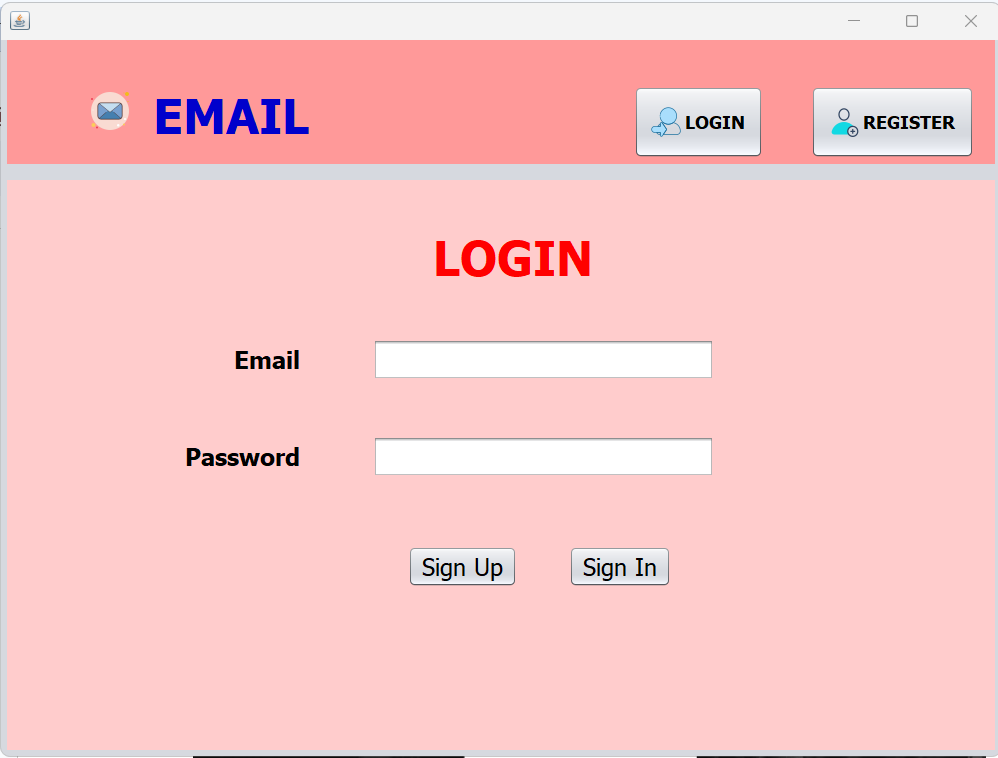 EMAIL
LOGIN
REGISTER
LOGIN
Email
Password
Sign Up
Sign In